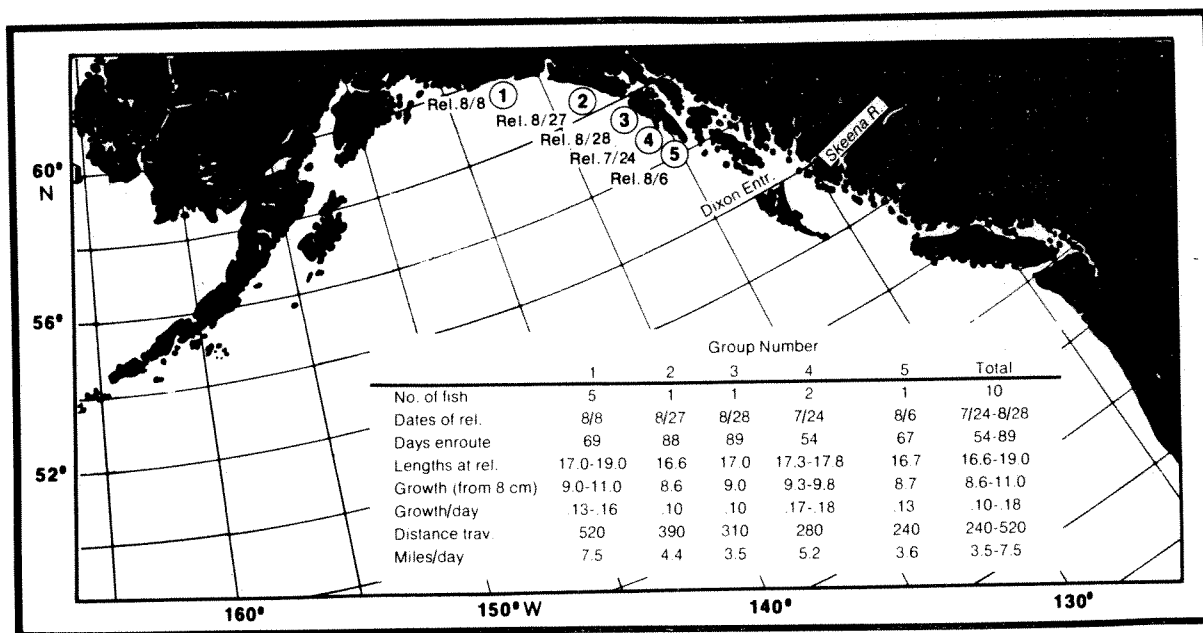 Rel. 8/8 1
2
Rel. 8/27
3
Rel. 8/28
4
Rel. 7/24
5
Rel. 8/6
Skeena R.
Dixon Entr.
60°
N
56°
52°
160°
150° W
140°
130°
Group Number
1 2 3 4 5 Total
No. of fish 5 1 1 2 1 10
Dates of rel. 8/8 8/27 8/28 7/24 8/6 7/24-8/28
Days enroute 69 88 89 54 67 54-89
Lengths at rel. 17.0-19.0 16.6 17.0 17.3-17.8 16.7 16.6-19.0
Growth (from 8 cm) 9.0-11.0 8.6 9.0 9.3-9.8 8.7 8.6-11.0
Growth/day .13-.16 .10 .10 .17-.18 .13 .10-.18
Distance trav. 520 390 310 280 240 240-520
Miles/day 7.5 4.4 3.5 5.2 3.6 3.5-7.5